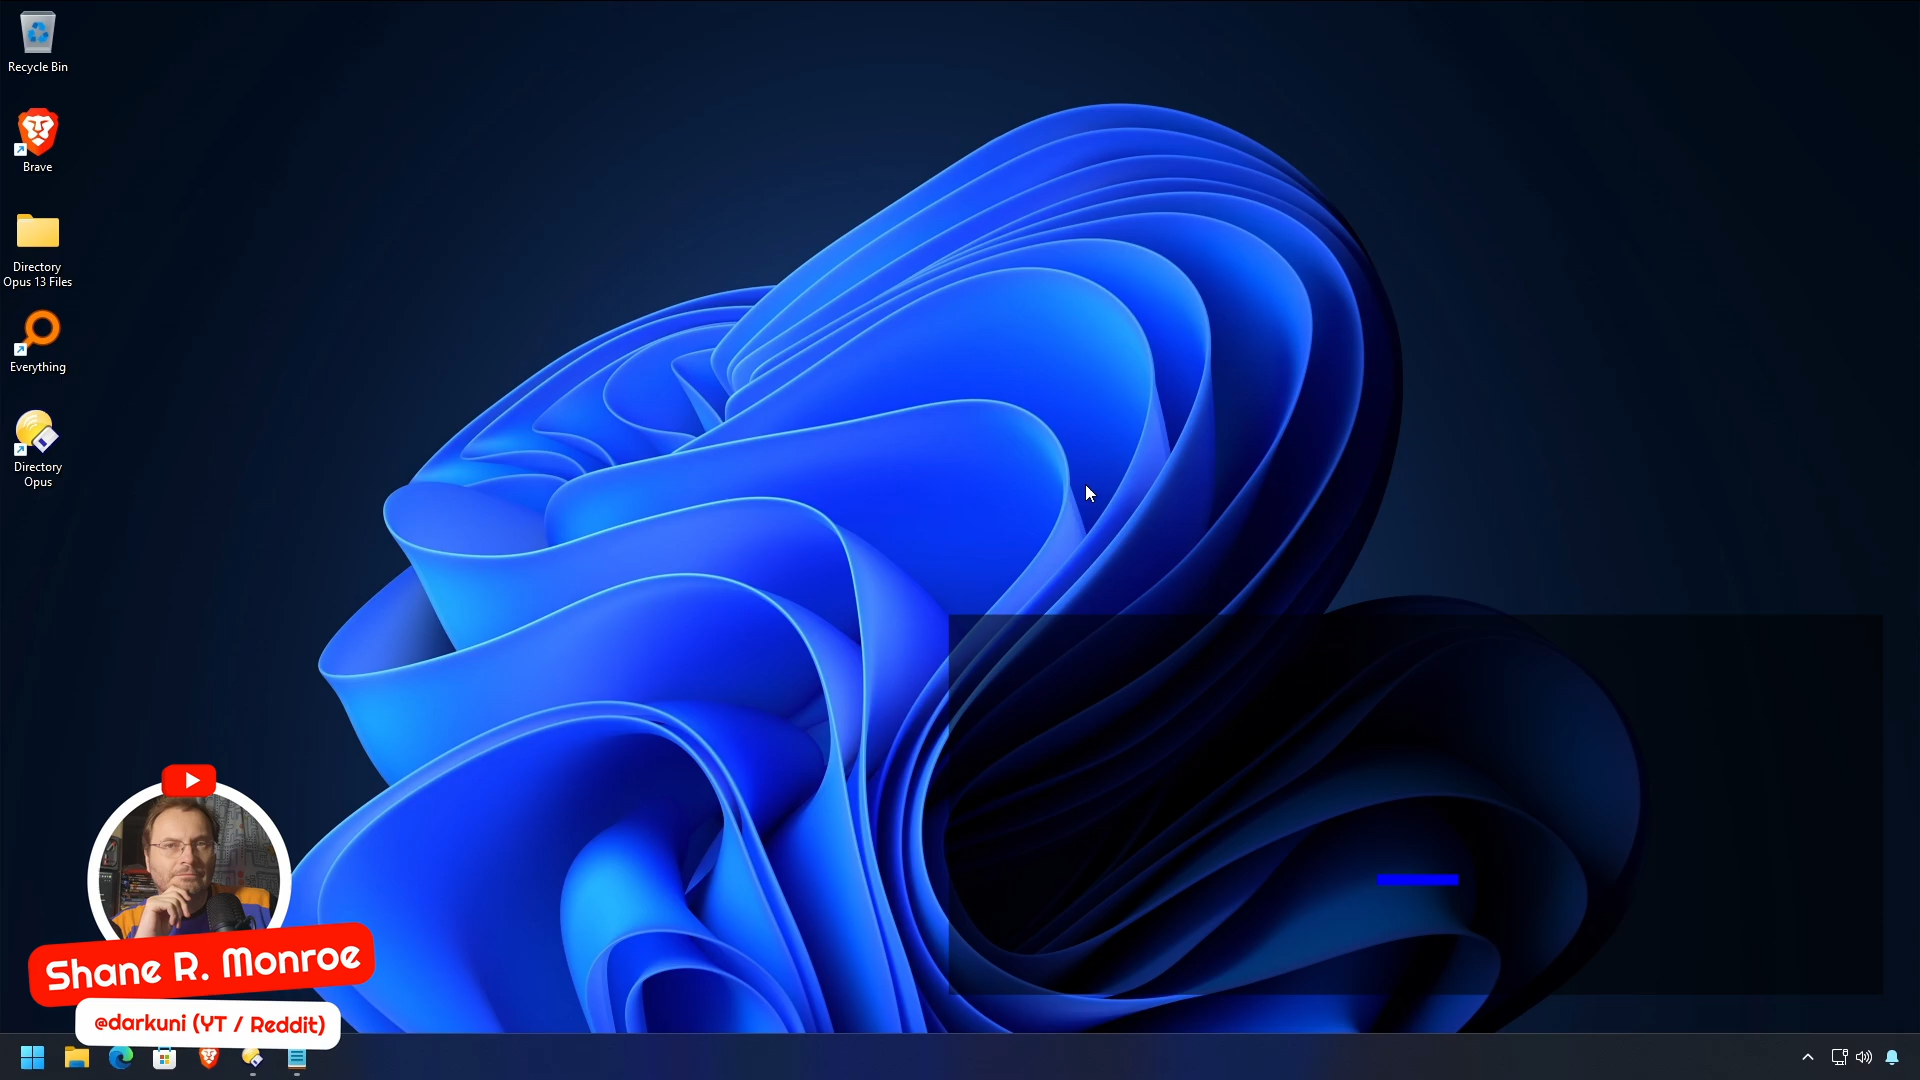 Recycle Bin
Brave
Directory
Opus 13 Files
Everything
Directory
Opus
Shane R. Monroe
@darkuni (YT / Reddit)